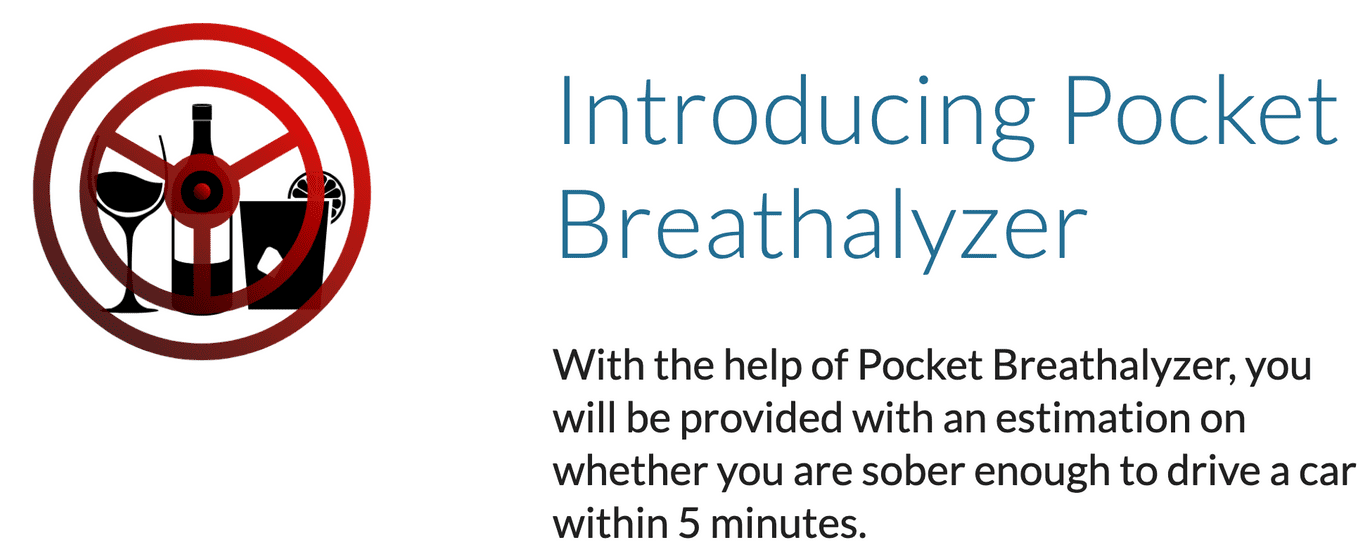 Introducing Pocket
Breathalyzer
With the help of Pocket Breathalyzer, you
will be provided with an estimation on
whether you are sober enough to drive a car
within 5 minutes.